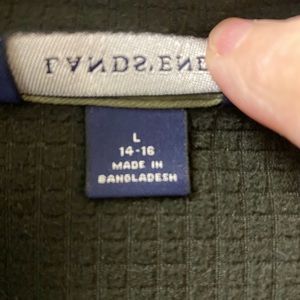 LANDS' END
L
14-16
MADE IN
BANGLADESH